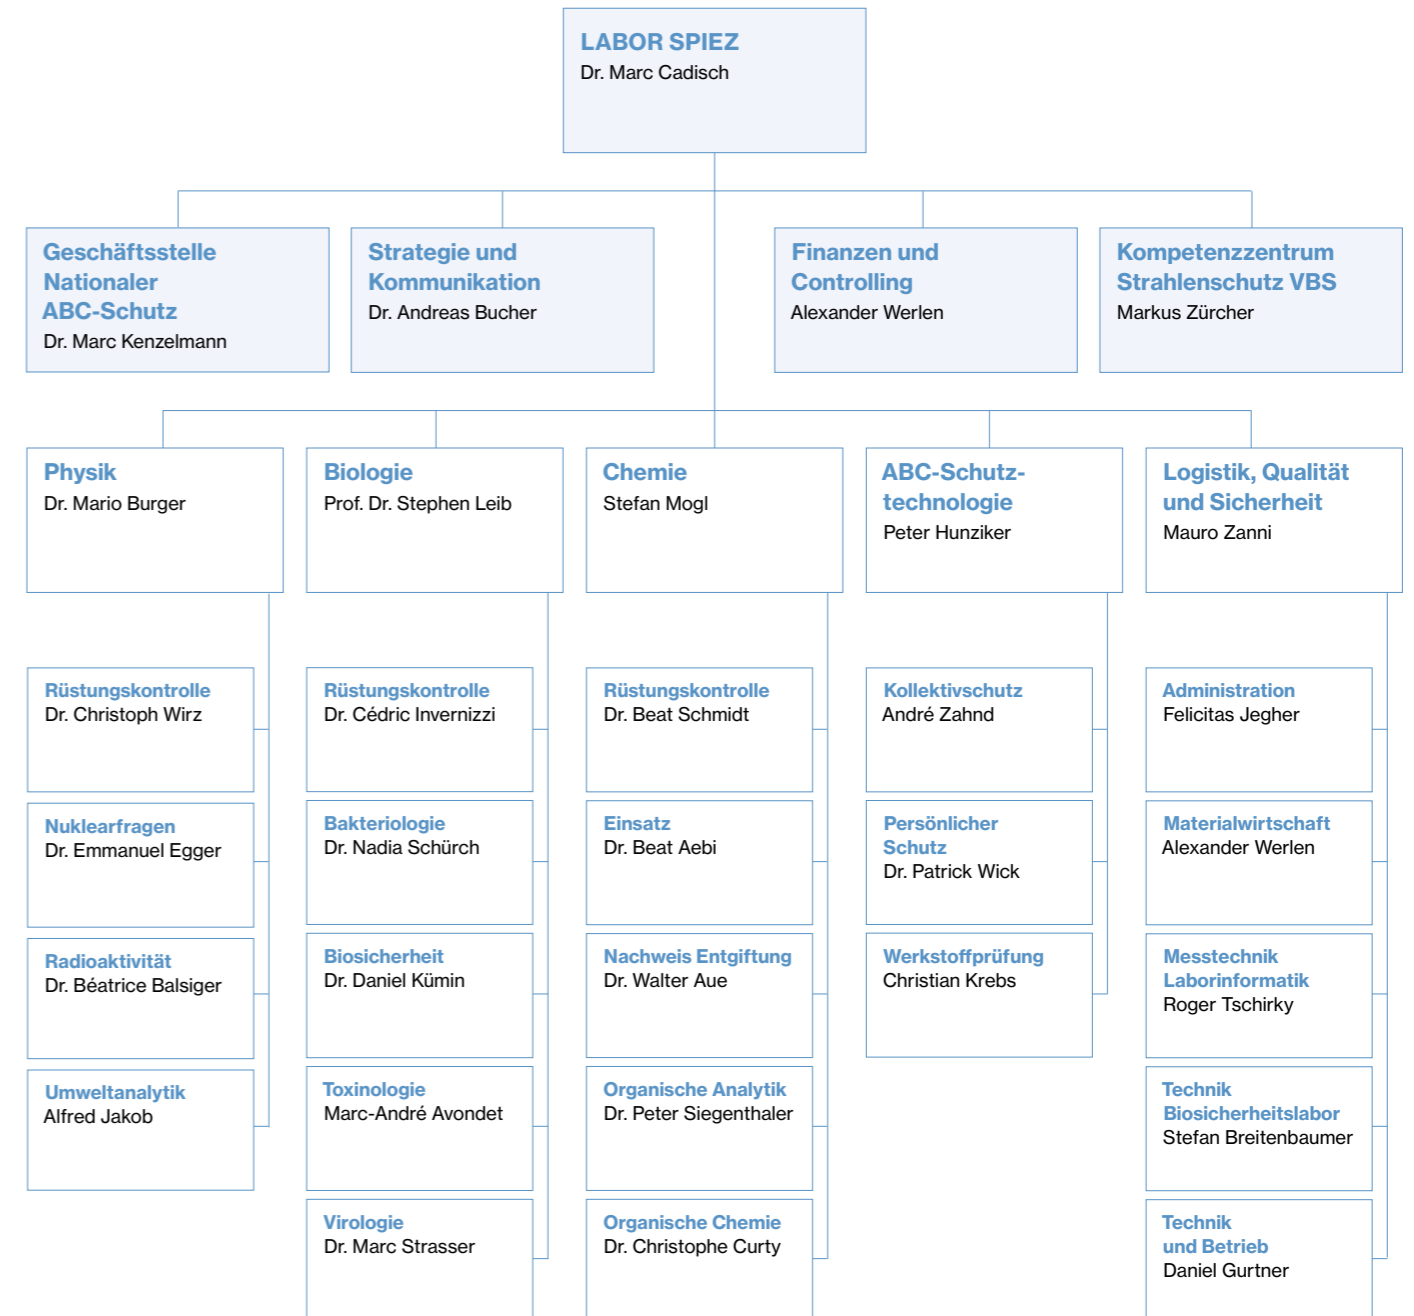 LABOR SPIEZ
Dr. Marc Cadisch
Geschäftsstelle
Nationaler
ABC-Schutz
Dr. Marc Kenzelmann
Strategie und
Kommunikation
Dr. Andreas Bucher
Finanzen und
Controlling
Alexander Werlen
Kompetenzzentrum
Strahlenschutz VBS
Markus Zürcher
Physik
Dr. Mario Burger
Biologie
Prof. Dr. Stephen Leib
Chemie
Stefan Mogl
ABC-Schutz-
technologie
Peter Hunziker
Logistik, Qualität
und Sicherheit
Mauro Zanni
Rüstungskontrolle
Dr. Christoph Wirz
Nuklearfragen
Dr. Emmanuel Egger
Radioaktivität
Dr. Béatrice Balsiger
Umweltanalytik
Alfred Jakob
Rüstungskontrolle
Dr. Cédric Invernizzi
Bakteriologie
Dr. Nadia Schürch
Biosicherheit
Dr. Daniel Kümin
Toxinologie
Marc-André Avondet
Virologie
Dr. Marc Strasser
Rüstungskontrolle
Dr. Beat Schmidt
Einsatz
Dr. Beat Aebi
Nachweis Entgiftung
Dr. Walter Aue
Organische Analytik
Dr. Peter Siegenthaler
Organische Chemie
Dr. Christophe Curty
Kollektivschutz
André Zahnd
Persönlicher
Schutz
Dr. Patrick Wick
Werkstoffprüfung
Christian Krebs
Administration
Felicitas Jegher
Materialwirtschaft
Alexander Werlen
Messtechnik
Laborinformatik
Roger Tschirky
Technik
Biosicherheitslabor
Stefan Breitenbaumer
Technik
und Betrieb
Daniel Gurtner